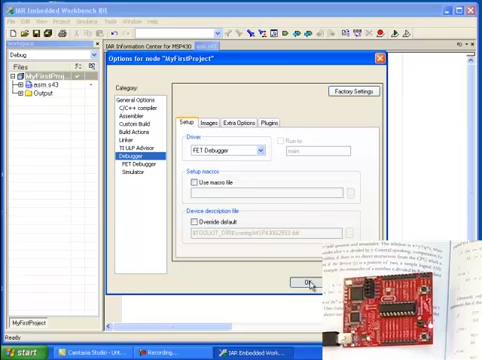 IAR Embedded Workbench IDE
File Edit View Project Simulator Tools Window Help
Workspace
IAR Information Center for MSP430
asm.s43
Debug
Files
MyFirstProj...
asm.s43
Output
MyFirstProject
Options for node "MyFirstProject"
Category:
General Options
C/C++ compiler
Assembler
Custom Build
Build Actions
Linker
TI ULP Advisor
Debugger
FET Debugger
Simulator
Factory Settings
Setup Images Extra Options Plugins
Driver
FET Debugger
Run to
main
Setup macros
Use macro file
Device description file
Override default
OK
Ready
start
Camtasia Studio - Unt...
Recording...
IAR Embedded Work...